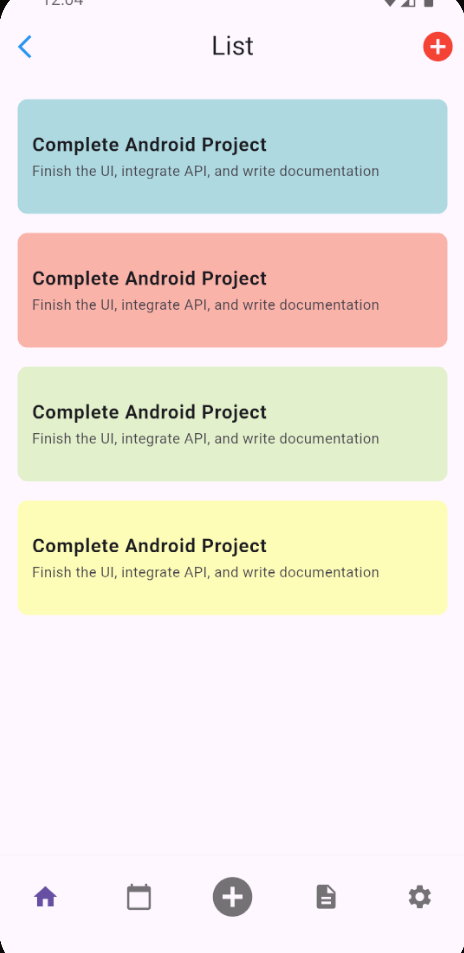 12:04
List
Complete Android Project
Finish the UI, integrate API, and write documentation
Complete Android Project
Finish the UI, integrate API, and write documentation
Complete Android Project
Finish the UI, integrate API, and write documentation
Complete Android Project
Finish the UI, integrate API, and write documentation